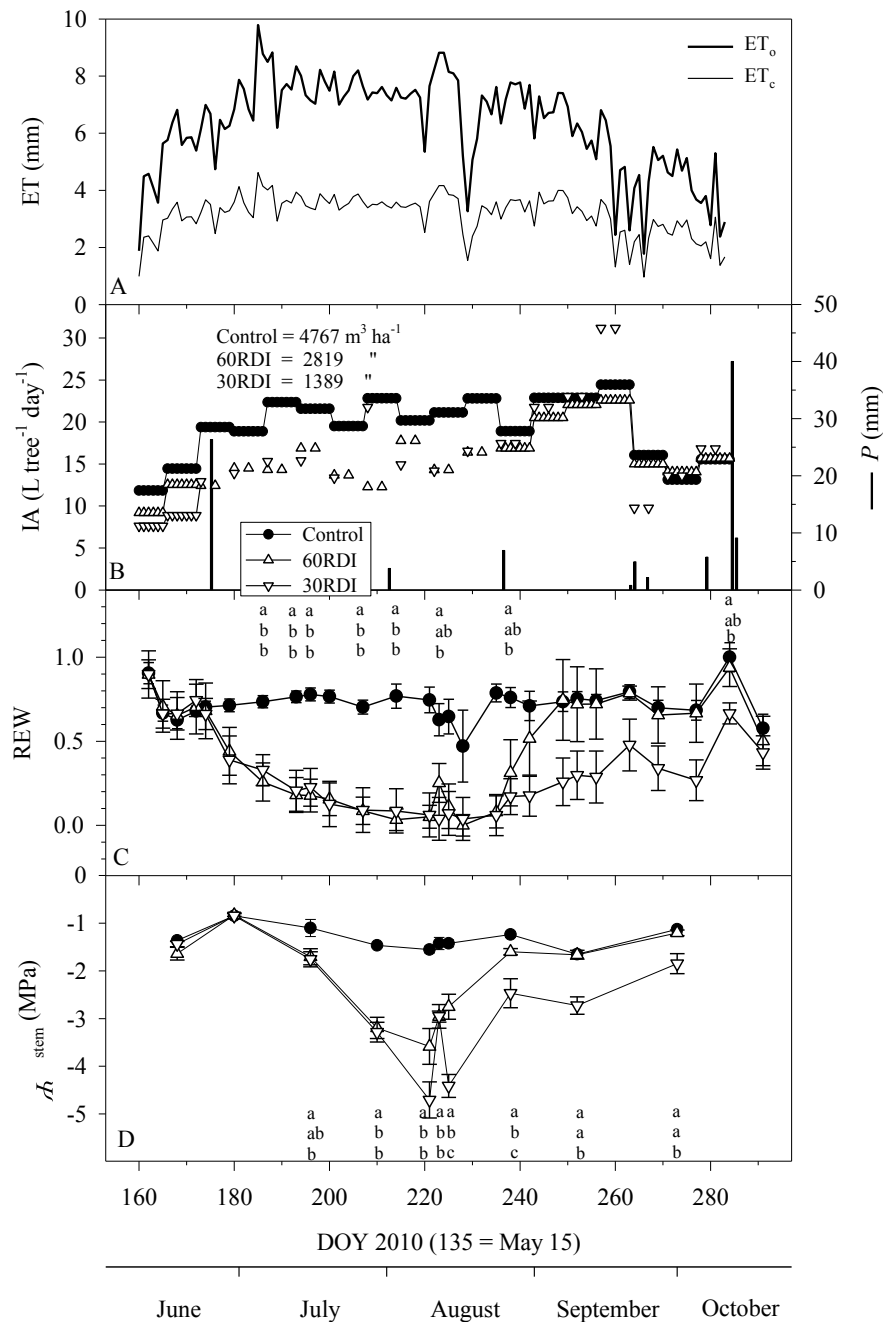 10
8
6
4
2
0
ET (mm)
ETo
ETc
A
30
25
20
15
10
5
0
IA (L tree-1 day-1)
50
40
30
20
10
0
P (mm)
Control = 4767 m3 ha-1
60RDI = 2819 "
30RDI = 1389 "
Control
60RDI
30RDI
B
a a a a a a a a
b b b b b ab ab ab
b b b b b b b b
1.0
0.5
0.0
0
REW
C
-1
-2
-3
-4
-5
Ψstem (MPa)
a a a a a a a a
ab b b b b b a a
b b b b c c b b
D
160 180 200 220 240 260 280
DOY 2010 (135 = May 15)
June July August September October